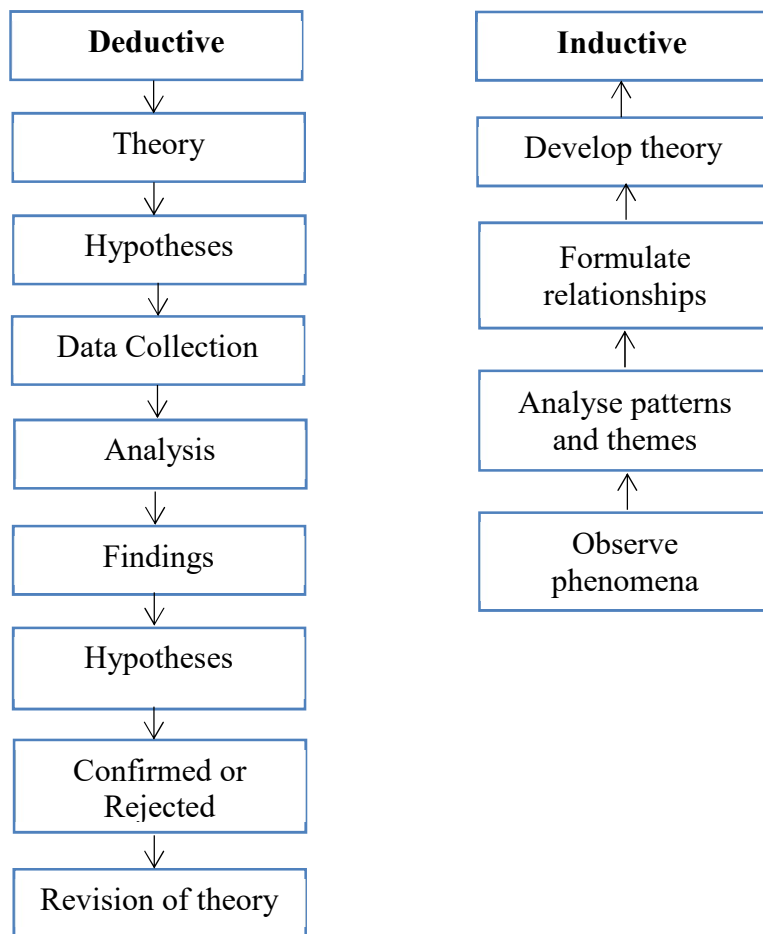 Deductive
Theory
Hypotheses
Data Collection
Analysis
Findings
Hypotheses
Confirmed or
Rejected
Revision of theory
Inductive
Develop theory
Formulate
relationships
Analyse patterns
and themes
Observe
phenomena